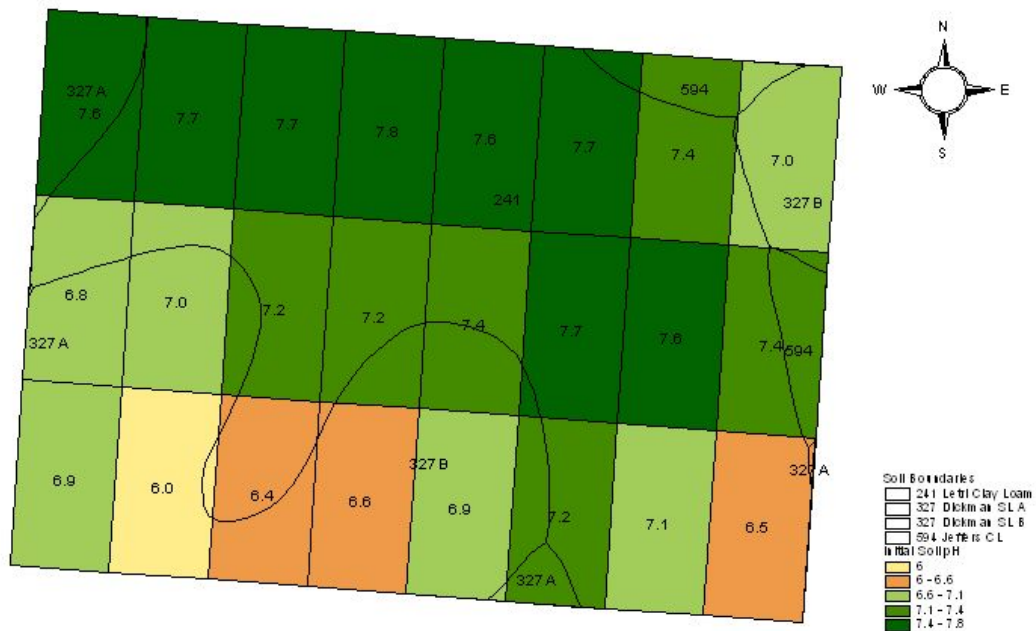 N
W E
S
594
327 A
7.6 7.7 7.7 7.8 7.6 7.7 7.4 7.0
241 327 B
6.8 7.0 7.2 7.2 7.4 7.7 7.6 7.4 594
327 A
327 B 327 A
6.9 6.0 6.4 6.6 6.9 7.2 7.1 6.5
327 A
Soil Boundaries
241 Letri Clay Loam
327 Dickman SL A
327 Dickman SL B
594 Jeffers CL
Initial Soil pH
6
6 - 6.6
6.6 - 7.1
7.1 - 7.4
7.4 - 7.8